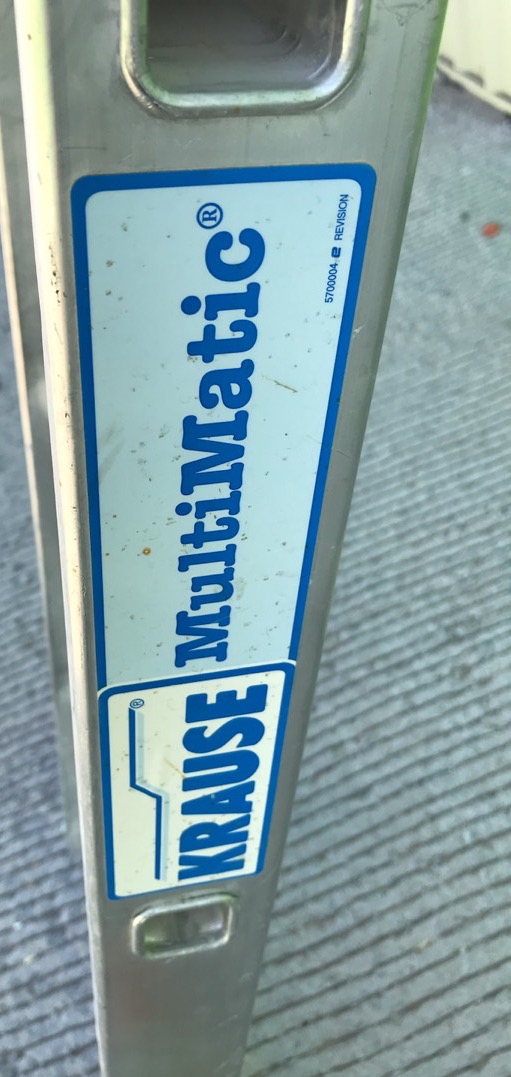 KRAUSE®
MultiMatic®
5700004 e REVISION